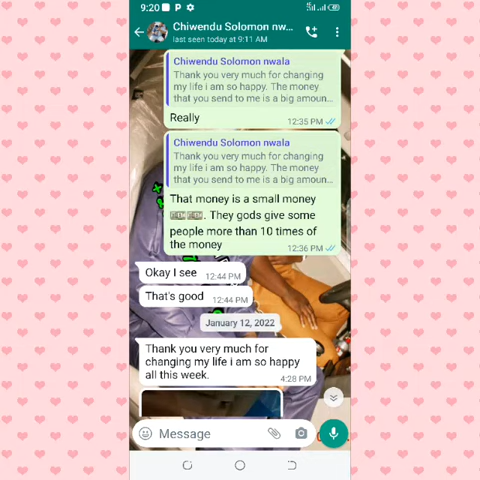 9:20
Chiwendu Solomon nw...
last seen today at 9:11 AM
Chiwendu Solomon nwala
Thank you very much for changing
my life i am so happy. The money
that you send to me is a big amoun...
Really
12:35 PM
Chiwendu Solomon nwala
Thank you very much for changing
my life i am so happy. The money
that you send to me is a big amoun...
That money is a small money
. They gods give some
people more than 10 times of
the money
12:36 PM
Okay I see 12:44 PM
That's good 12:44 PM
January 12, 2022
Thank you very much for
changing my life i am so happy
all this week.
4:28 PM
Message